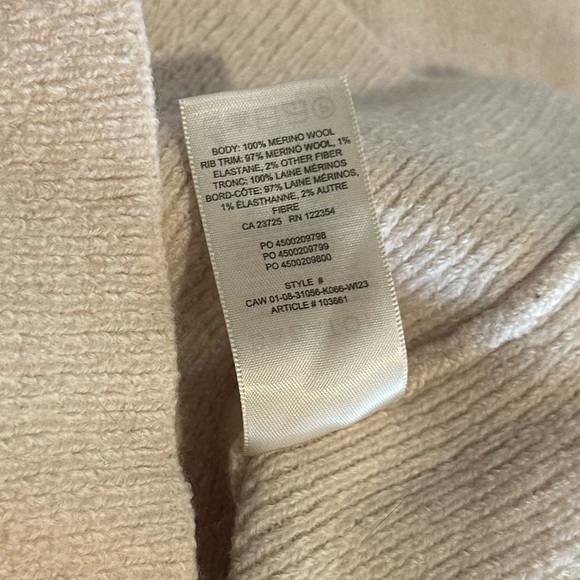 BODY: 100% MERINO WOOL
RIB TRIM: 97% MERINO WOOL, 1%
ELASTANE, 2% OTHER FIBER
TRONC: 100% LAINE MÉRINOS
BORD-CÔTE: 97% LAINE MÉRINOS,
1% ÉLASTHANNE, 2% AUTRE
FIBRE
CA 23725 RN 122354
PO 4500209798
PO 4500209799
PO 4500209800
STYLE #
CAW 01-08-31056-K066-WI23
ARTICLE # 103661